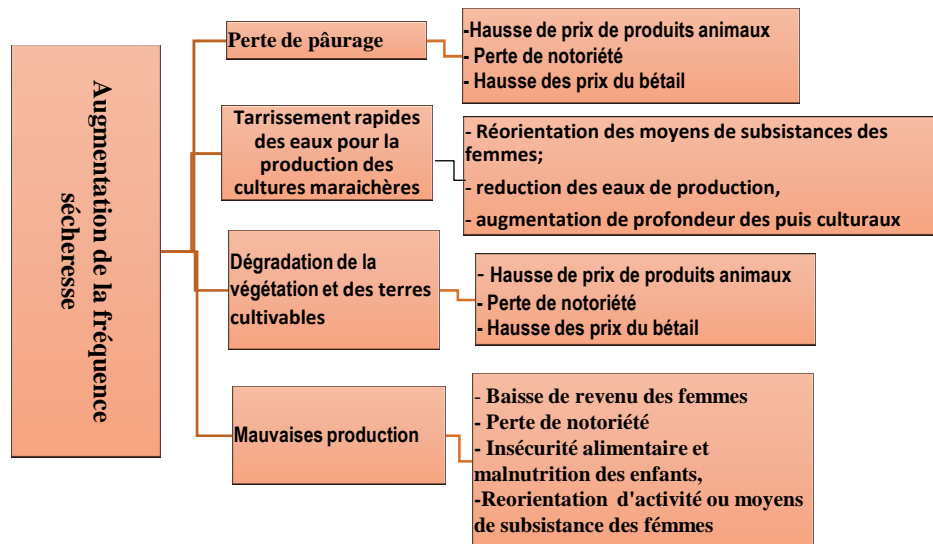 Augmentation de la fréquence
sécheresse
Perte de pâurage
-Hausse de prix de produits animaux
- Perte de notoriété
- Hausse des prix du bétail
Tarrissement rapides
des eaux pour la
production des
cultures maraichères
- Réorientation des moyens de subsistances des
femmes;
- reduction des eaux de production,
- augmentation de profondeur des puis culturaux
Dégradation de la
végétation et des terres
cultivables
- Hausse de prix de produits animaux
- Perte de notoriété
- Hausse des prix du bétail
Mauvaises production
- Baisse de revenu des femmes
- Perte de notoriété
- Insécurité alimentaire et
malnutrition des enfants,
-Reorientation d'activité ou moyens
de subsistance des fémmes